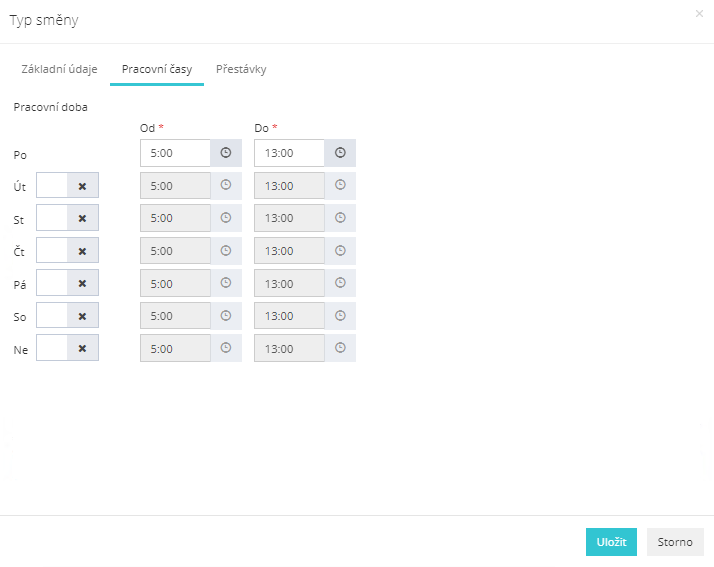 Typ směny
×
Základní údaje Pracovní časy Přestávky
Pracovní doba
Od * Do *
Po 5:00 13:00
Út 5:00 13:00
St 5:00 13:00
Čt 5:00 13:00
Pá 5:00 13:00
So 5:00 13:00
Ne 5:00 13:00
Uložit Storno